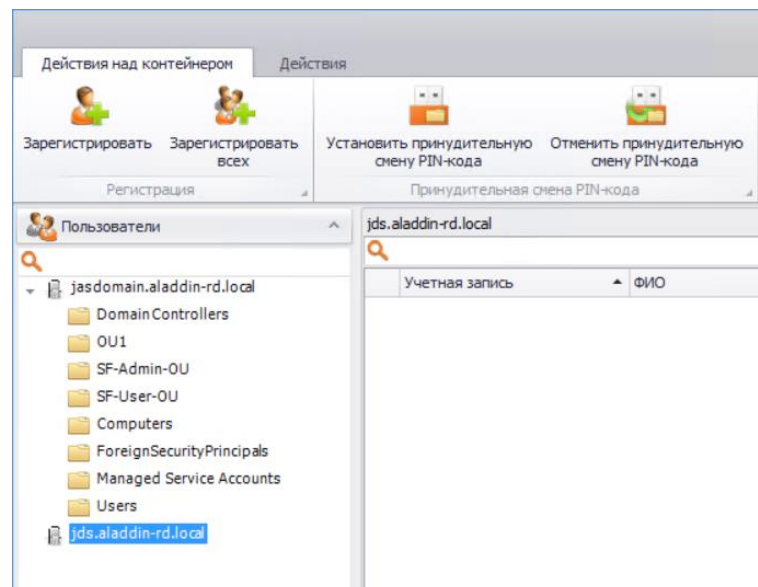 Действия над контейнером Действия
Зарегистрировать Зарегистрировать всех Установить принудительную смену PIN-кода Отменить принудительную смену PIN-кода
Регистрация Принудительная смена PIN-кода
Пользователи
jasdomain.aladdin-rd.local
Domain Controllers
OU1
SF-Admin-OU
SF-User-OU
Computers
ForeignSecurityPrincipals
Managed Service Accounts
Users
jds.aladdin-rd.local
jds.aladdin-rd.local
Учетная запись ФИО